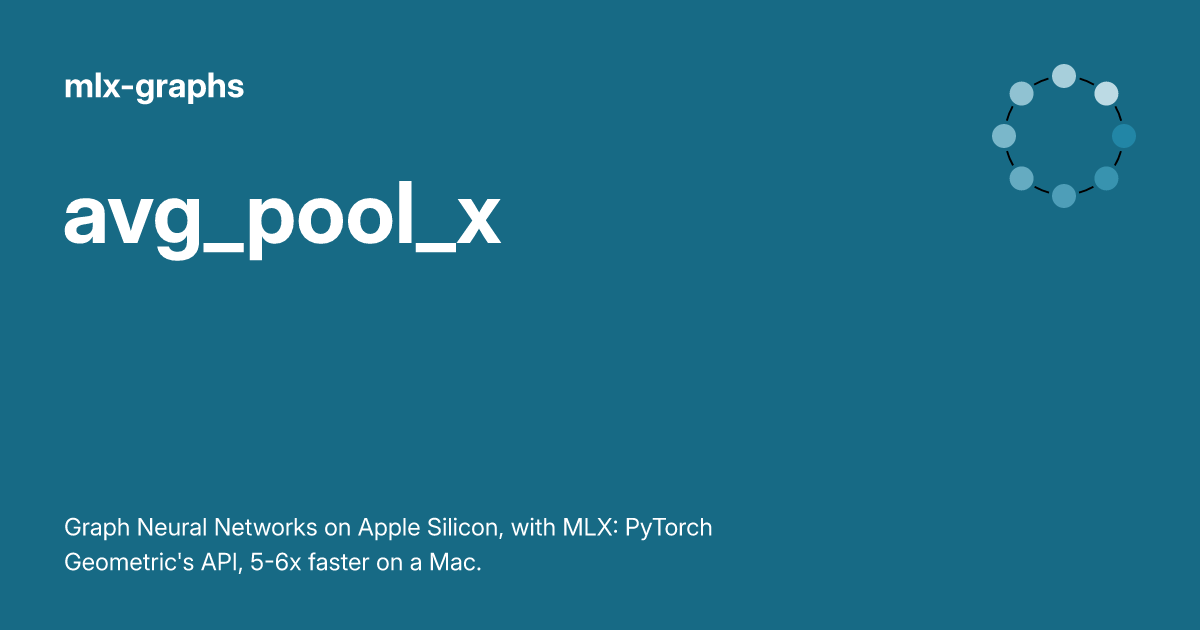 mlx-graphs
avg_pool_x
Graph Neural Networks on Apple Silicon, with MLX: PyTorch
Geometric's API, 5-6x faster on a Mac.